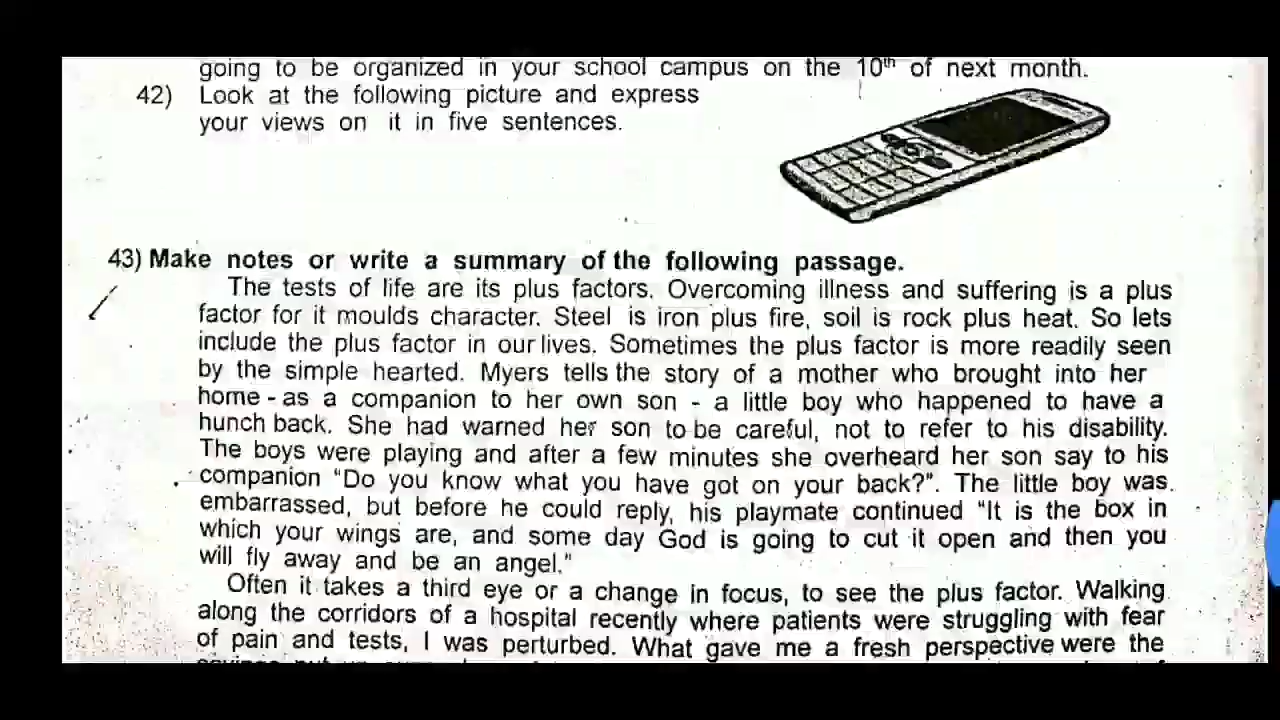 going to be organized in your school campus on the 10th of next month.
42) Look at the following picture and express
your views on it in five sentences.
43) Make notes or write a summary of the following passage.
The tests of life are its plus factors. Overcoming illness and suffering is a plus
factor for it moulds character. Steel is iron plus fire, soil is rock plus heat. So lets
include the plus factor in our lives. Sometimes the plus factor is more readily seen
by the simple hearted. Myers tells the story of a mother who brought into her
home - as a companion to her own son - a little boy who happened to have a
hunch back. She had warned her son to be careful, not to refer to his disability.
The boys were playing and after a few minutes she overheard her son say to his
companion "Do you know what you have got on your back?". The little boy was
embarrassed, but before he could reply, his playmate continued "It is the box in
which your wings are, and some day God is going to cut it open and then you
will fly away and be an angel."
Often it takes a third eye or a change in focus, to see the plus factor. Walking
along the corridors of a hospital recently where patients were struggling with fear
of pain and tests, I was perturbed. What gave me a fresh perspective were the